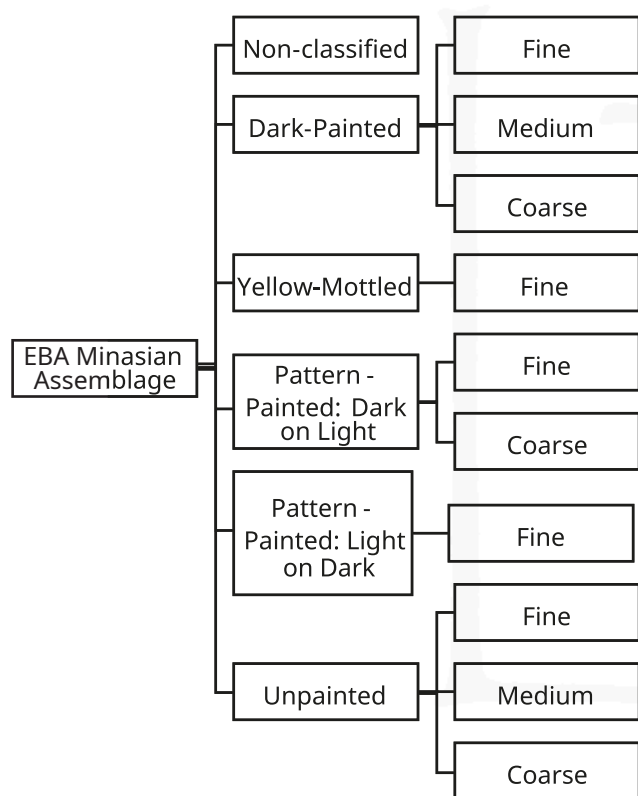 EBA Minasian
Assemblage
Non-classified
Dark-Painted
Fine
Medium
Coarse
Yellow-Mottled
Fine
Pattern -
Painted: Dark
on Light
Fine
Coarse
Pattern -
Painted: Light
on Dark
Fine
Unpainted
Fine
Medium
Coarse